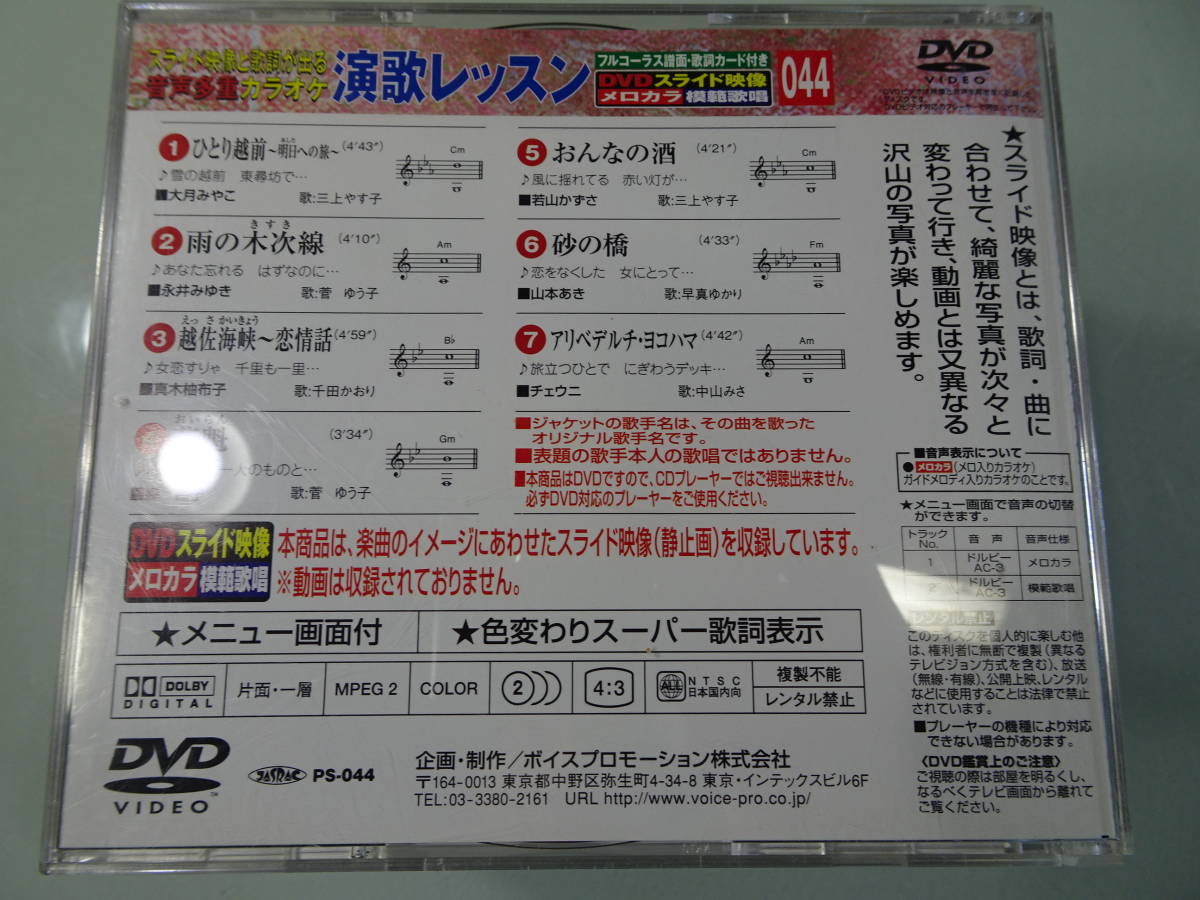 スライド映像と歌詞が出る
音声多重カラオケ
演歌レッスン
フルコーラス譜面・歌詞カード付き
DVDスライド映像
メロカラ 模範歌唱
044
DVD
VIDEO
1 ひとり越前〜明日への旅〜 (4'43")
あした
Cm
♪雪の越前 東尋坊で…
■大月みやこ 歌:三上やす子
きすき
2 雨の木次線 (4'10")
Am
♪あなた忘れる はずなのに…
■永井みゆき 歌:菅 ゆう子
えっさかいきょう
3 越佐海峡〜恋情話 (4'59")
B♭
♪女恋すりゃ 千里も一里…
■真木柚布子 歌:千田かおり
おいらん
(3'34")
Gm
一人のものと…
歌:菅 ゆう子
5 おんなの酒 (4'21")
Cm
♪風に揺れてる 赤い灯が…
■若山かずさ 歌:三上やす子
6 砂の橋 (4'33")
Fm
♪恋をなくした 女にとって…
■山本あき 歌:早真ゆかり
7 アリベデルチ・ヨコハマ (4'42")
Am
♪旅立つひとで にぎわうデッキ…
■チェウニ 歌:中山みさ
■ジャケットの歌手名は、その曲を歌った
オリジナル歌手名です。
■表題の歌手本人の歌唱ではありません。
■本商品はDVDですので、CDプレーヤーではご視聴出来ません。
必ずDVD対応のプレーヤーをご使用ください。
★スライド映像とは、歌詞・曲に
合わせて、綺麗な写真が次々と
変わって行き、動画とは又異なる
沢山の写真が楽しめます。
■音声表示について
●メロカラ(メロ入りカラオケ)
ガイドメロディ入りカラオケのことです。
★メニュー画面で音声の切替
ができます。
トラックNo. 音声 音声仕様
1 ドルビーAC-3 メロカラ
2 ドルビーAC-3 模範歌唱
レンタル禁止
このディスクを個人的に楽しむ他
は、権利者に無断で複製(異なる
テレビジョン方式を含む)、放送
(無線・有線)、公開上映、レンタル
などに使用することは法律で禁止
されています。
■プレーヤーの機種により対応
できない場合があります。
〈DVD鑑賞上のご注意〉
ご視聴の際は部屋を明るくし、
なるべくテレビ画面から離れて
ご覧ください。
DVDスライド映像
メロカラ 模範歌唱
本商品は、楽曲のイメージにあわせたスライド映像(静止画)を収録しています。
※動画は収録されておりません。
★メニュー画面付
★色変わりスーパー歌詞表示
DOLBY
DIGITAL
片面・一層
MPEG 2
COLOR
2
4:3
ALL
NTSC
日本国内向
複製不能
レンタル禁止
DVD
VIDEO
JASRAC
PS-044
企画・制作/ボイスプロモーション株式会社
〒164-0013 東京都中野区弥生町4-34-8 東京・インテックスビル6F
TEL:03-3380-2161 URL http://www.voice-pro.co.jp/